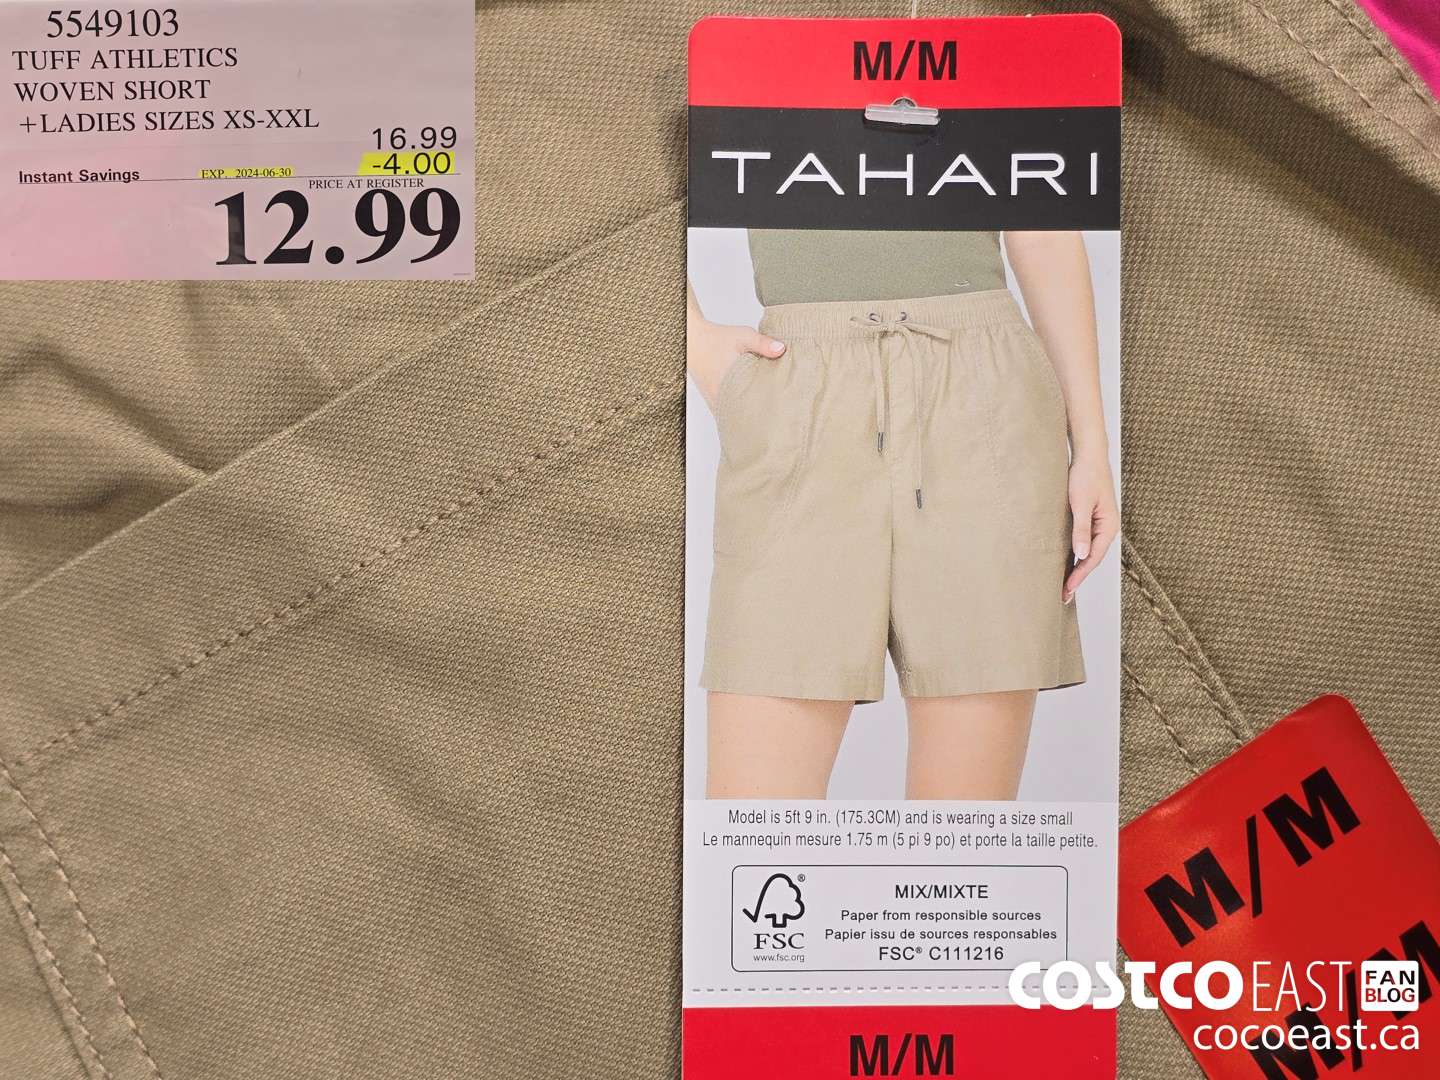 5549103
TUFF ATHLETICS
WOVEN SHORT
+LADIES SIZES XS-XXL
16.99
-4.00
Instant Savings
EXP. 2024-06-30
PRICE AT REGISTER
12.99
M/M
TAHARI
Model is 5ft 9 in. (175.3CM) and is wearing a size small
Le mannequin mesure 1.75 m (5 pi 9 po) et porte la taille petite.
FSC
www.fsc.org
MIX/MIXTE
Paper from responsible sources
Papier issu de sources responsables
FSC® C111216
M/M
M/M
M/M
COSTCO EAST FAN BLOG
cocoeast.ca